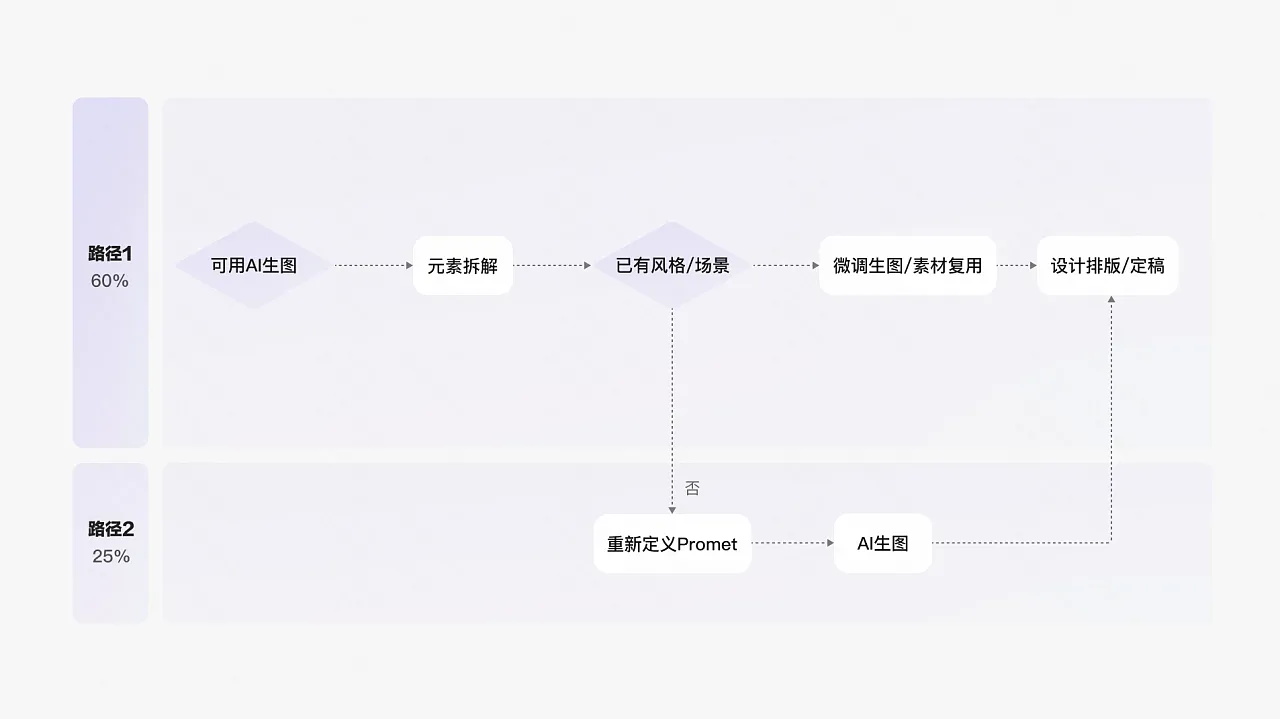 路径1
60%
可用AI生图
元素拆解
已有风格/场景
微调生图/素材复用
设计排版/定稿
否
路径2
25%
重新定义Promet
AI生图